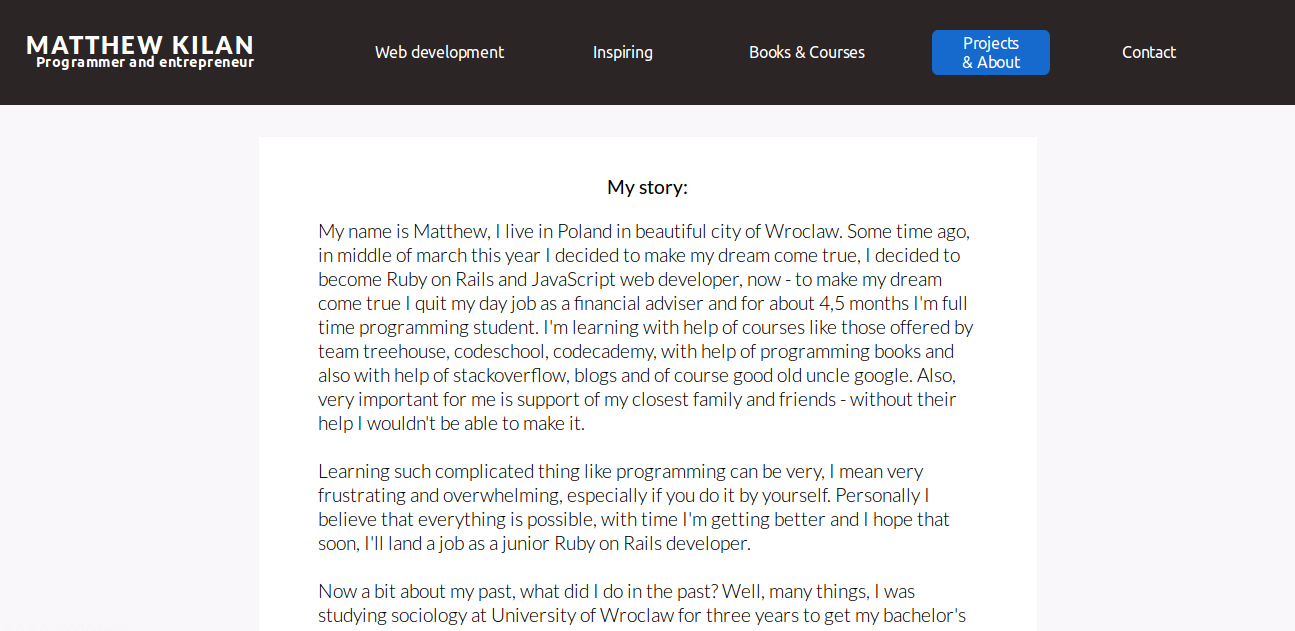 MATTHEW KILAN
Programmer and entrepreneur
Web development
Inspiring
Books & Courses
Projects
& About
Contact
My story:
My name is Matthew, I live in Poland in beautiful city of Wroclaw. Some time ago,
in middle of march this year I decided to make my dream come true, I decided to
become Ruby on Rails and JavaScript web developer, now - to make my dream
come true I quit my day job as a financial adviser and for about 4,5 months I'm full
time programming student. I'm learning with help of courses like those offered by
team treehouse, codeschool, codecademy, with help of programming books and
also with help of stackoverflow, blogs and of course good old uncle google. Also,
very important for me is support of my closest family and friends - without their
help I wouldn't be able to make it.
Learning such complicated thing like programming can be very, I mean very
frustrating and overwhelming, especially if you do it by yourself. Personally I
believe that everything is possible, with time I'm getting better and I hope that
soon, I'll land a job as a junior Ruby on Rails developer.
Now a bit about my past, what did I do in the past? Well, many things, I was
studying sociology at University of Wroclaw for three years to get my bachelor's